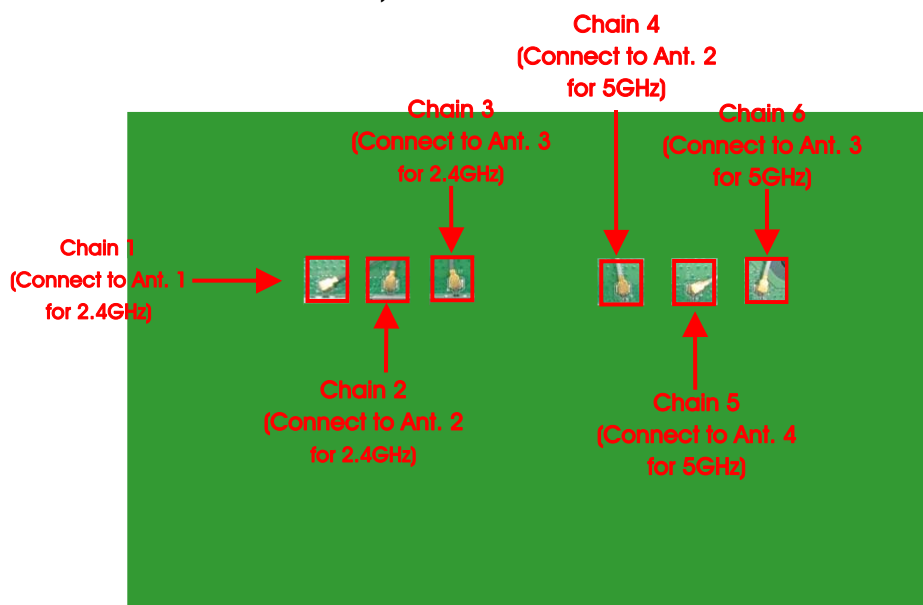 Chain 4
(Connect to Ant. 2
for 5GHz)
Chain 3
(Connect to Ant. 3
for 2.4GHz)
Chain 6
(Connect to Ant. 3
for 5GHz)
Chain 1
(Connect to Ant. 1
for 2.4GHz)
Chain 2
(Connect to Ant. 2
for 2.4GHz)
Chain 5
(Connect to Ant. 4
for 5GHz)